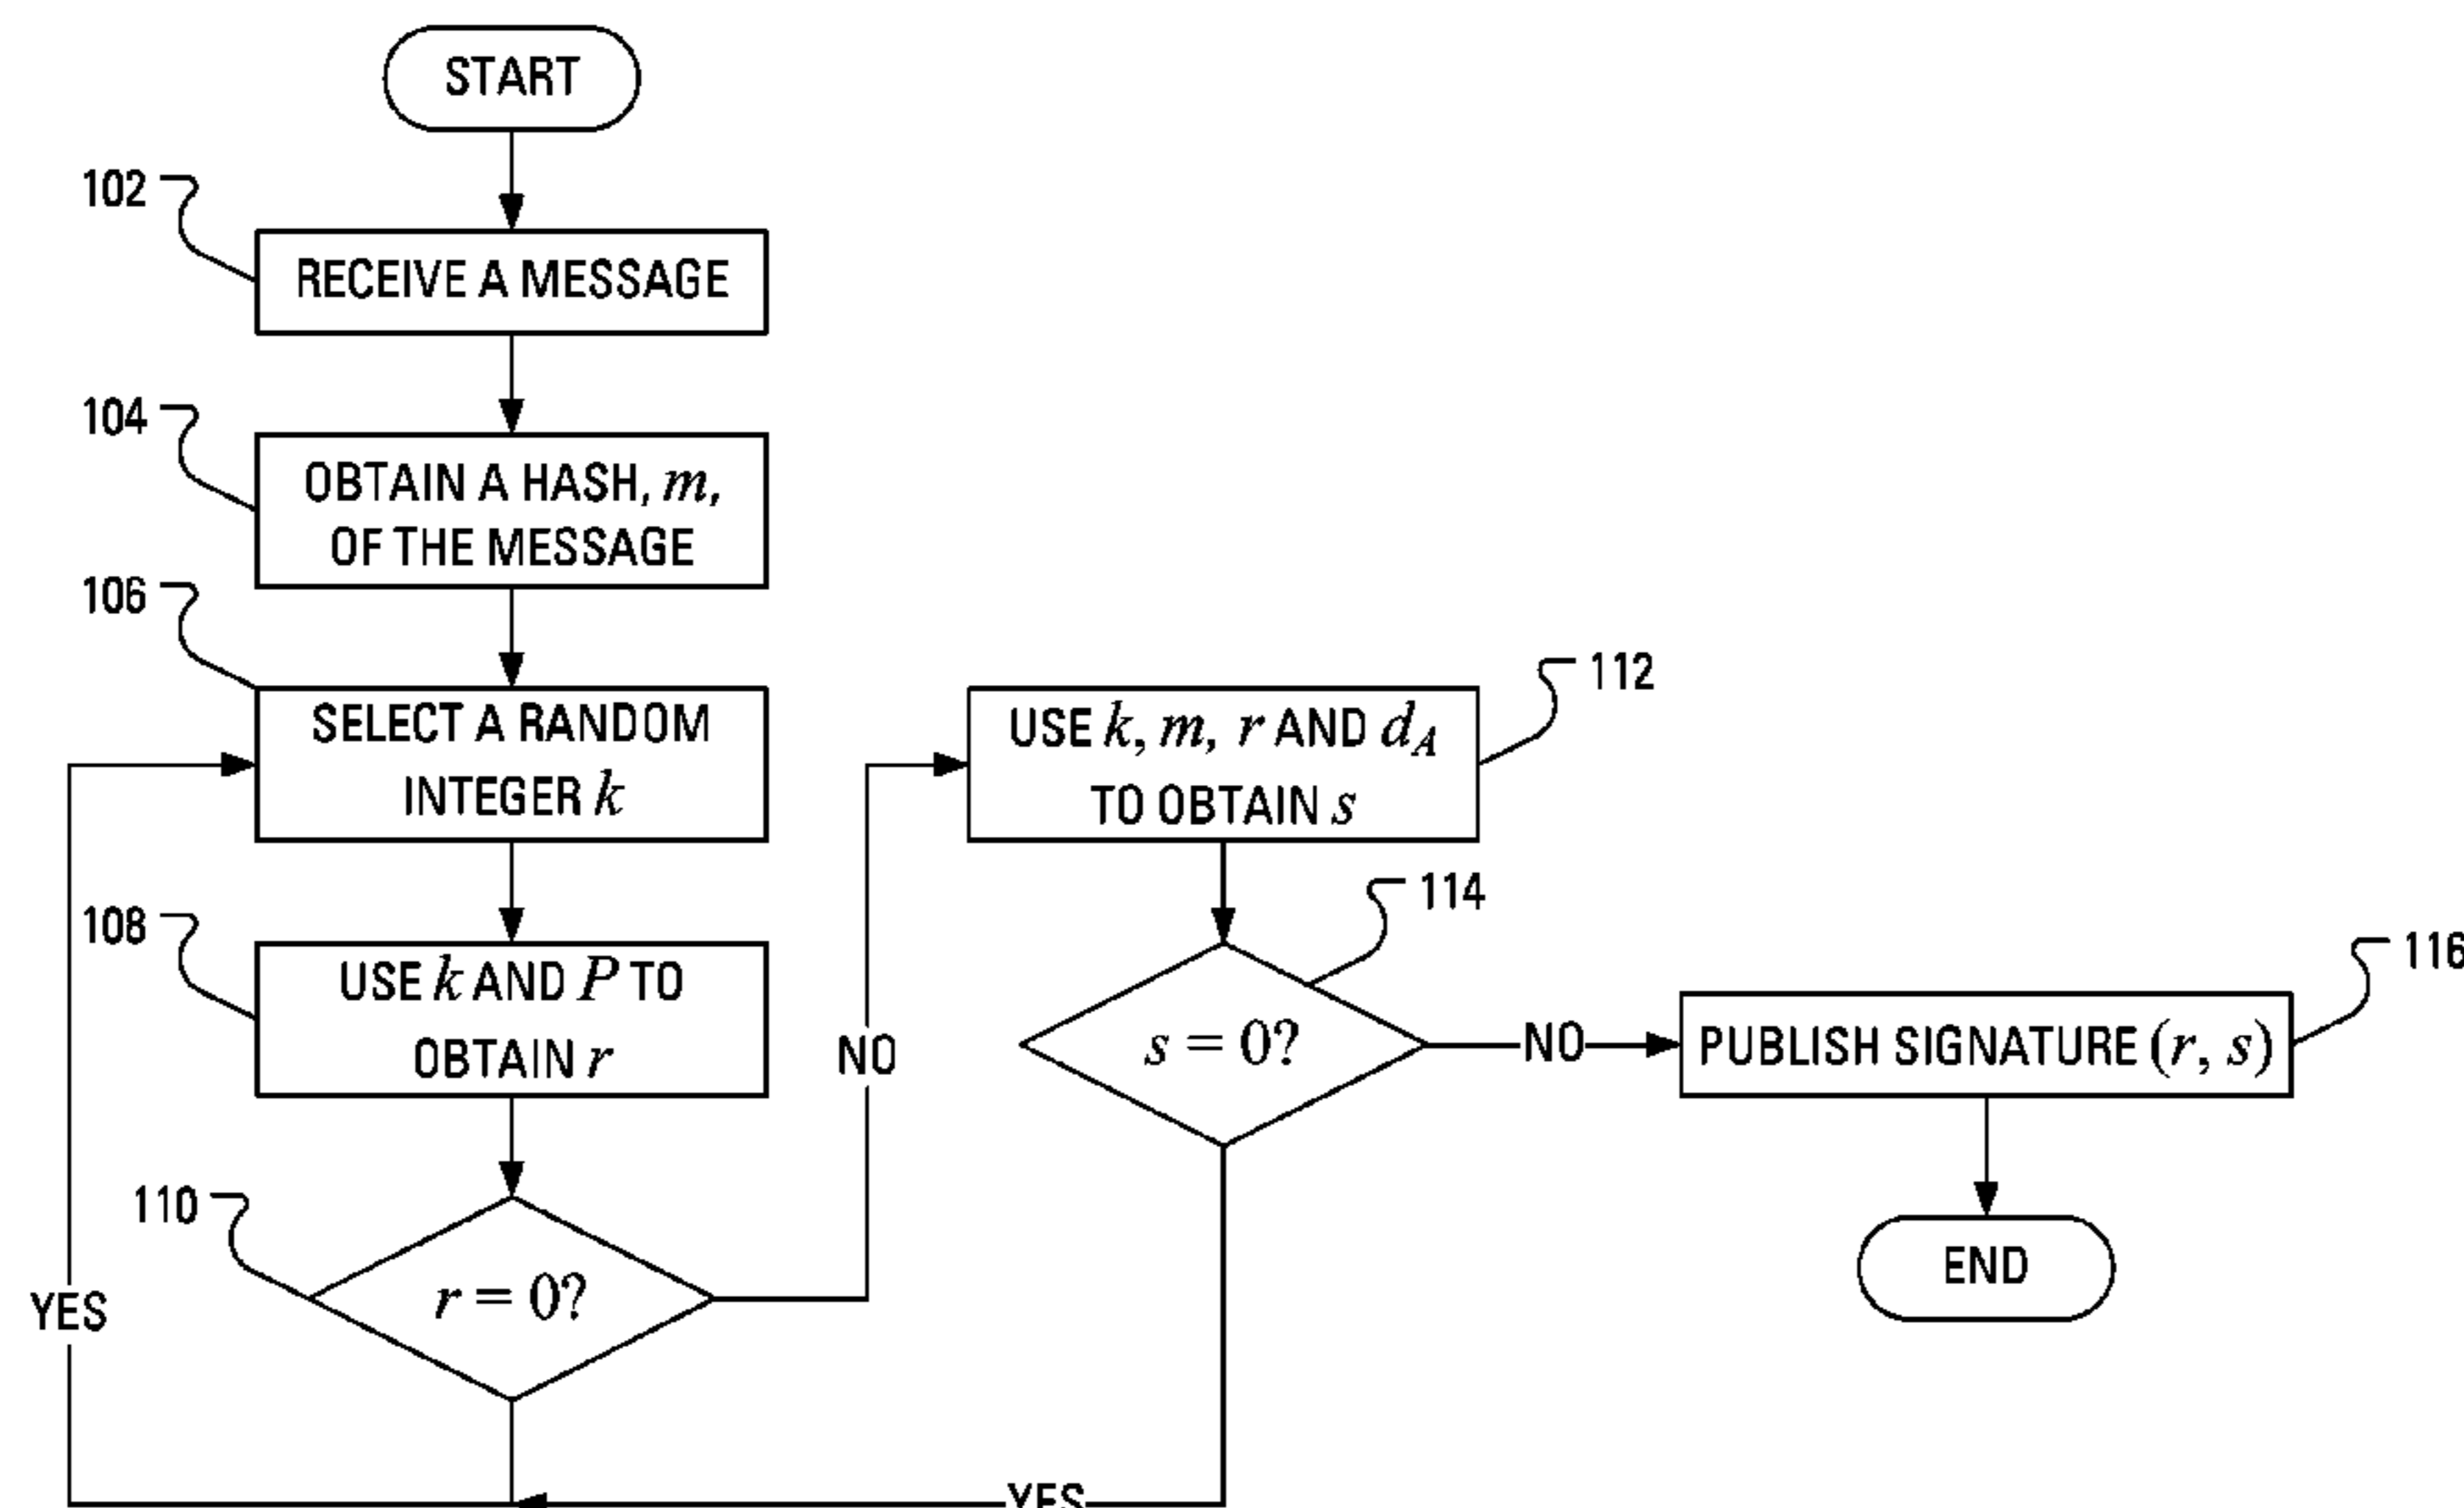 START
102
RECEIVE A MESSAGE
104
OBTAIN A HASH, m,
OF THE MESSAGE
106
SELECT A RANDOM
INTEGER k
108
USE k AND P TO
OBTAIN r
110
r = 0?
YES
NO
112
USE k, m, r AND d_A
TO OBTAIN s
114
s = 0?
NO
YES
116
PUBLISH SIGNATURE (r, s)
END